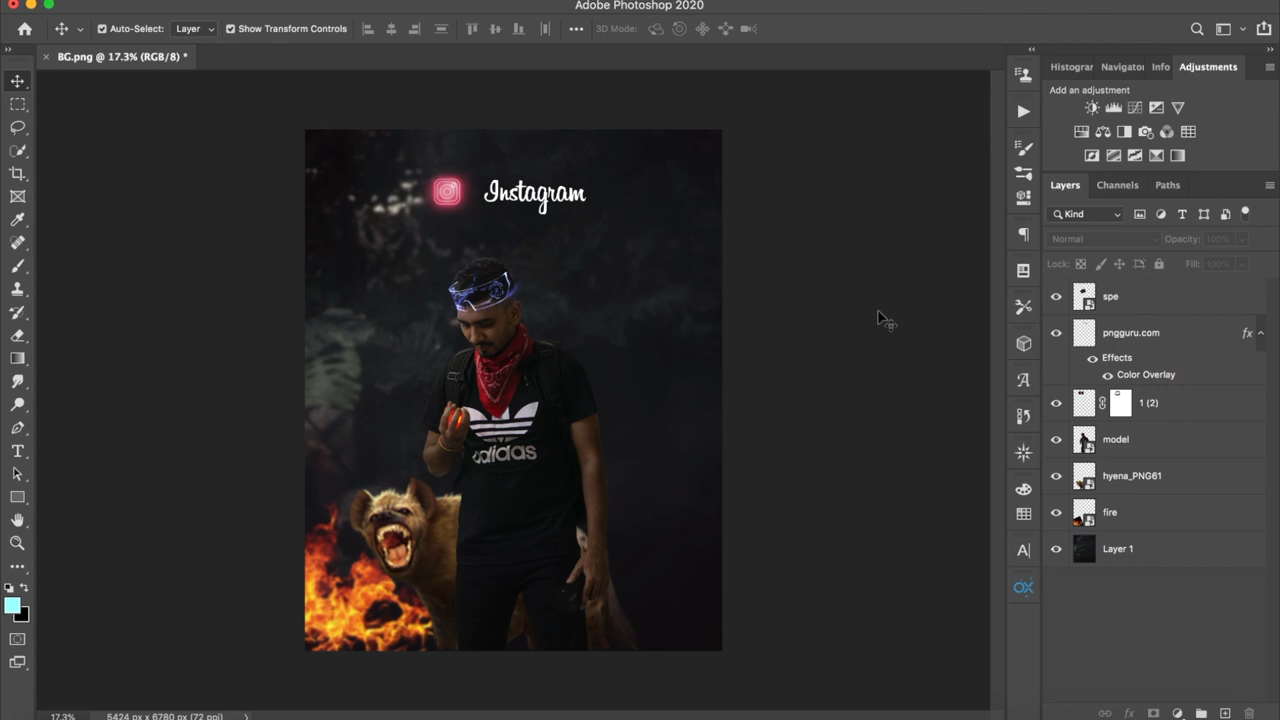 Adobe Photoshop 2020
Auto-Select: Layer Show Transform Controls 3D Mode:
BG.png @ 17.3% (RGB/8) *
Histogram Navigator Info Adjustments
Add an adjustment
Layers Channels Paths
Kind
Normal Opacity: 100%
Lock: Fill: 100%
spe
pngguru.com fx
Effects
Color Overlay
1 (2)
model
hyena_PNG61
fire
Layer 1
Instagram
adidas
17.3% 5424 px x 6780 px (72 ppi)